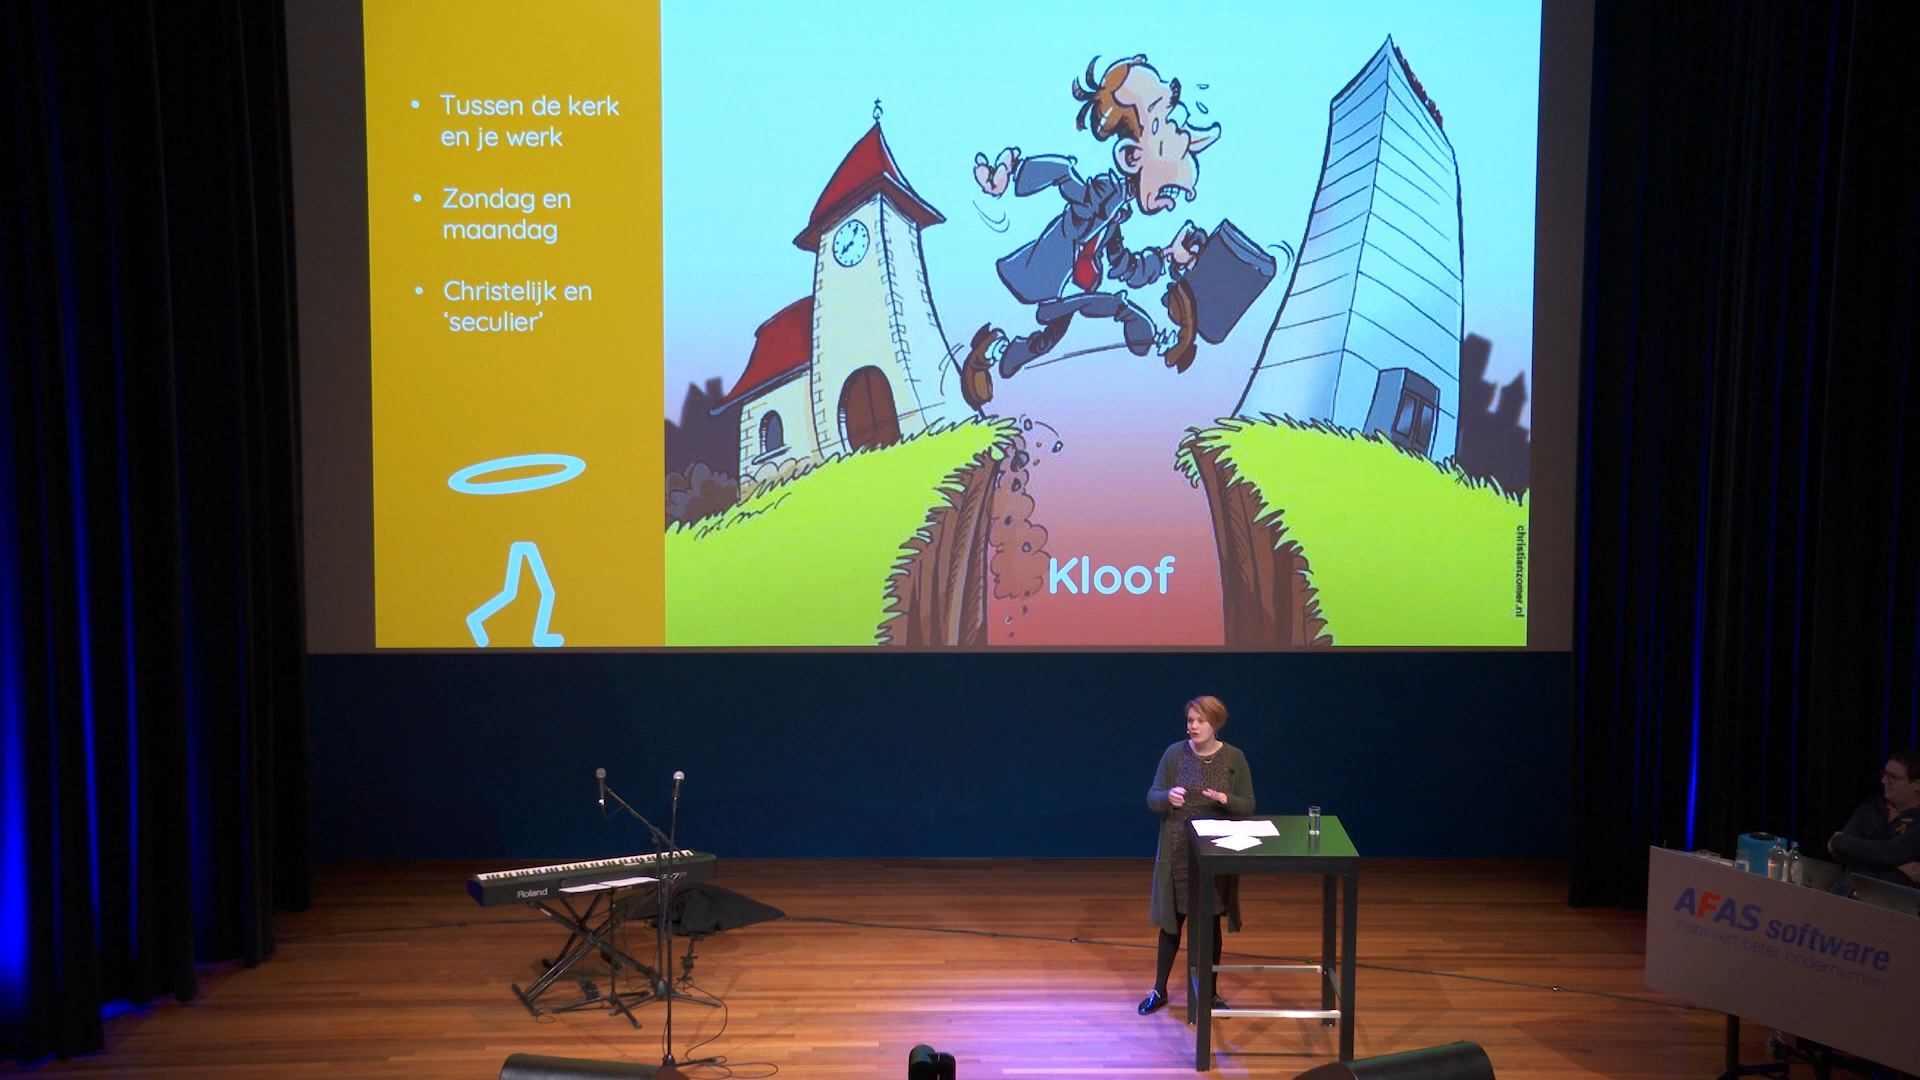 • Tussen de kerk
en je werk
• Zondag en
maandag
• Christelijk en
‘seculier’
Kloof
christianzomer.nl
Roland
AFAS software
inspireert beter ondernemen